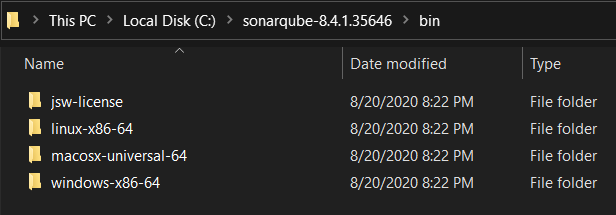 This PC > Local Disk (C:) > sonarqube-8.4.1.35646 > bin
Name Date modified Type
jsw-license 8/20/2020 8:22 PM File folder
linux-x86-64 8/20/2020 8:22 PM File folder
macosx-universal-64 8/20/2020 8:22 PM File folder
windows-x86-64 8/20/2020 8:22 PM File folder